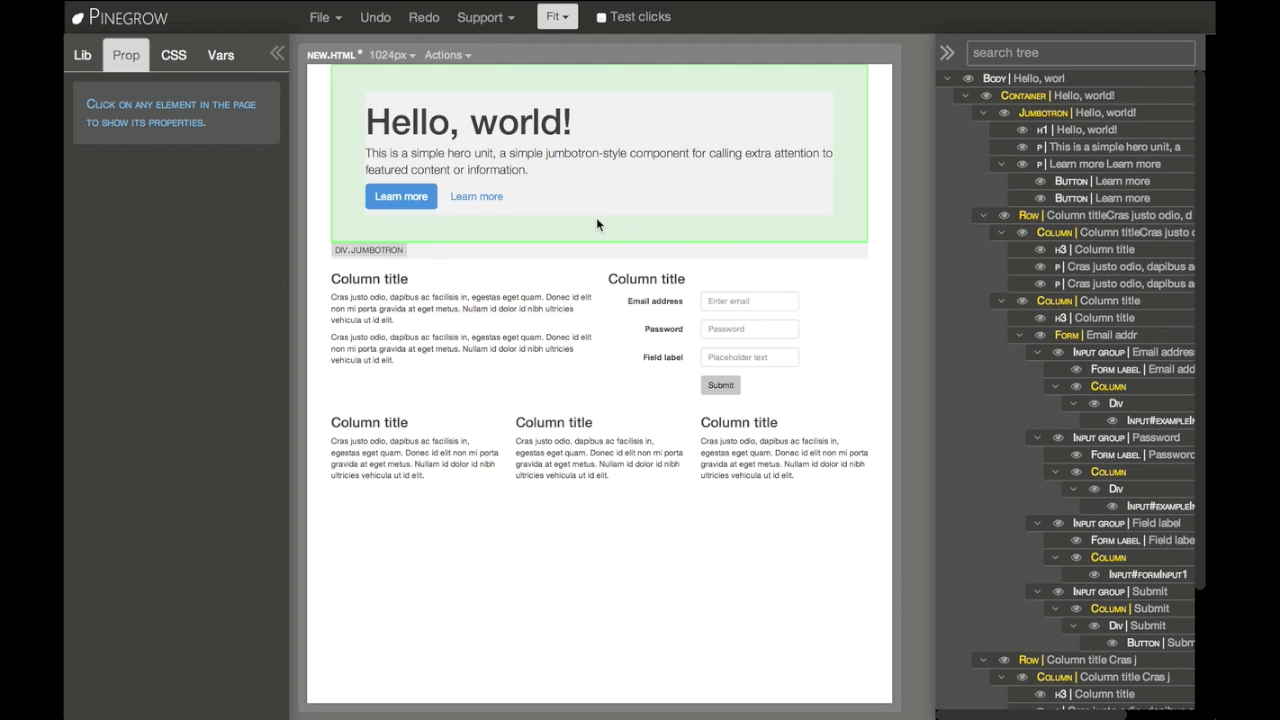 PINEGROW
File
Undo
Redo
Support
Fit
Test clicks
Lib
Prop
CSS
Vars
CLICK ON ANY ELEMENT IN THE PAGE
TO SHOW ITS PROPERTIES.
NEW.HTML*
1024px
Actions
Hello, world!
This is a simple hero unit, a simple jumbotron-style component for calling extra attention to
featured content or information.
Learn more
Learn more
DIV.JUMBOTRON
Column title
Cras justo odio, dapibus ac facilisis in, egestas eget quam. Donec id elit
non mi porta gravida at eget metus. Nullam id dolor id nibh ultricies
vehicula ut id elit.
Cras justo odio, dapibus ac facilisis in, egestas eget quam. Donec id elit
non mi porta gravida at eget metus. Nullam id dolor id nibh ultricies
vehicula ut id elit.
Column title
Email address
Enter email
Password
Password
Field label
Placeholder text
Submit
Column title
Cras justo odio, dapibus ac facilisis in,
egestas eget quam. Donec id elit non mi porta
gravida at eget metus. Nullam id dolor id nibh
ultricies vehicula ut id elit.
Column title
Cras justo odio, dapibus ac facilisis in,
egestas eget quam. Donec id elit non mi porta
gravida at eget metus. Nullam id dolor id nibh
ultricies vehicula ut id elit.
Column title
Cras justo odio, dapibus ac facilisis in,
egestas eget quam. Donec id elit non mi porta
gravida at eget metus. Nullam id dolor id nibh
ultricies vehicula ut id elit.
search tree
BODY | Hello, worl
CONTAINER | Hello, world!
JUMBOTRON | Hello, world!
H1 | Hello, world!
P | This is a simple hero unit, a
P | Learn more Learn more
BUTTON | Learn more
BUTTON | Learn more
ROW | Column titleCras justo odio, d
COLUMN | Column titleCras justo o
H3 | Column title
P | Cras justo odio, dapibus a
P | Cras justo odio, dapibus a
COLUMN | Column title
H3 | Column title
FORM | Email addr
INPUT GROUP | Email addres
FORM LABEL | Email add
COLUMN
DIV
INPUT#EXAMPLEI
INPUT GROUP | Password
FORM LABEL | Password
COLUMN
DIV
INPUT#EXAMPLEI
INPUT GROUP | Field label
FORM LABEL | Field labe
COLUMN
INPUT#FORMINPUT1
INPUT GROUP | Submit
COLUMN | Submit
DIV | Submit
BUTTON | Subm
ROW | Column title Cras j
COLUMN | Column title Cras j
H3 | Column title